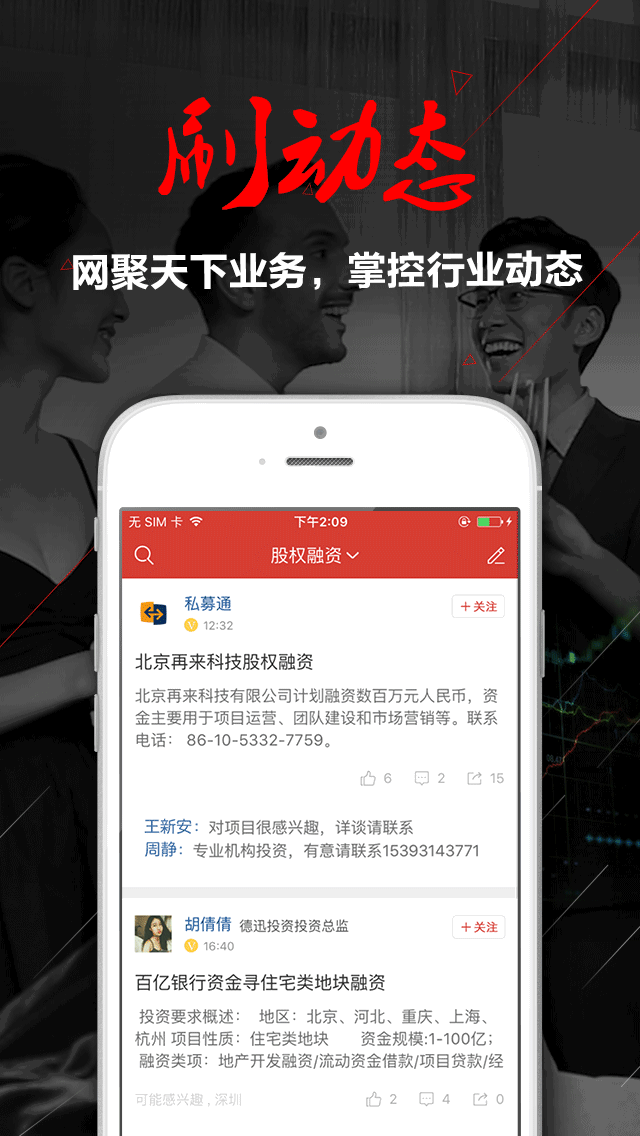 刷动态
网聚天下业务，掌控行业动态
无 SIM 卡 下午2:09
股权融资
私募通 ＋关注
12:32
北京再来科技股权融资
北京再来科技有限公司计划融资数百万元人民币，资
金主要用于项目运营、团队建设和市场营销等。联系
电话： 86-10-5332-7759。
6 2 15
王新安：对项目很感兴趣，详谈请联系
周静：专业机构投资，有意请联系15393143771
胡倩倩 德迅投资投资总监 ＋关注
16:40
百亿银行资金寻住宅类地块融资
投资要求概述： 地区：北京、河北、重庆、上海、
杭州 项目性质：住宅类地块 资金规模:1-100亿；
融资类项：地产开发融资/流动资金借款/项目贷款/经
可能感兴趣 , 深圳 2 4 0